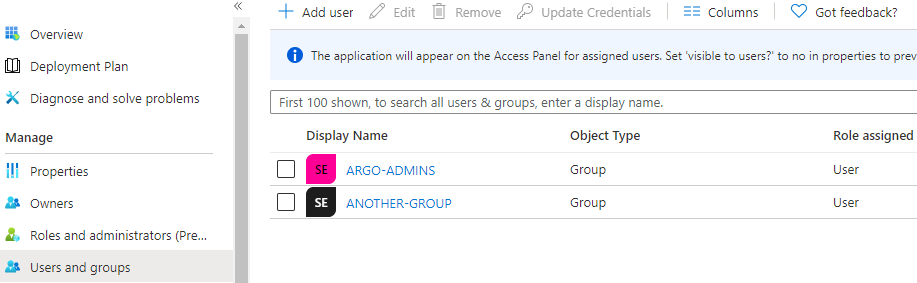 Add user Edit Remove Update Credentials Columns Got feedback?
Overview
Deployment Plan
Diagnose and solve problems
Manage
Properties
Owners
Roles and administrators (Pre...
Users and groups
The application will appear on the Access Panel for assigned users. Set 'visible to users?' to no in properties to prev
First 100 shown, to search all users & groups, enter a display name.
Display Name Object Type Role assigned
SE ARGO-ADMINS Group User
SE ANOTHER-GROUP Group User